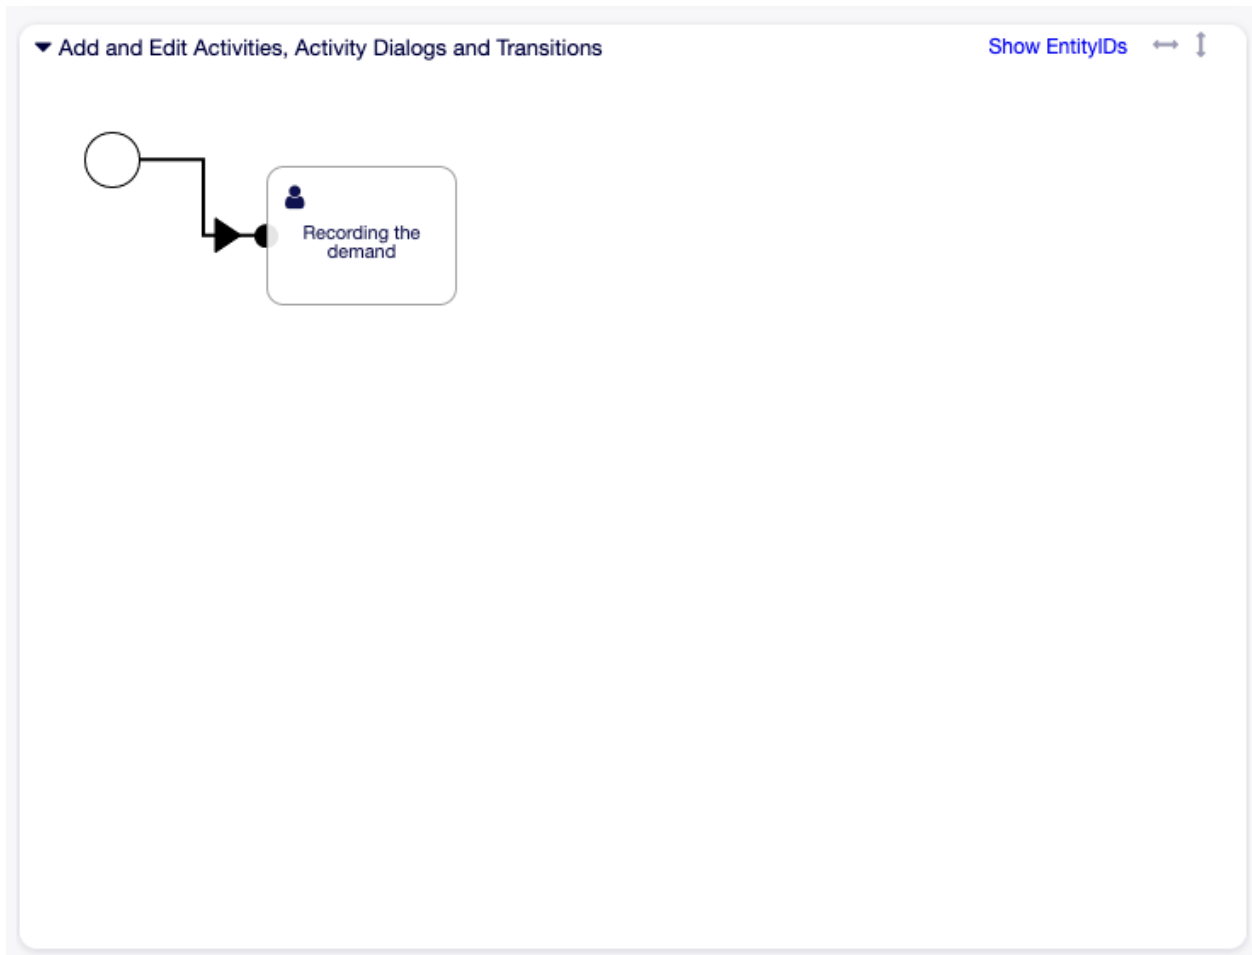 Add and Edit Activities, Activity Dialogs and Transitions
Show EntityIDs
Recording the
demand